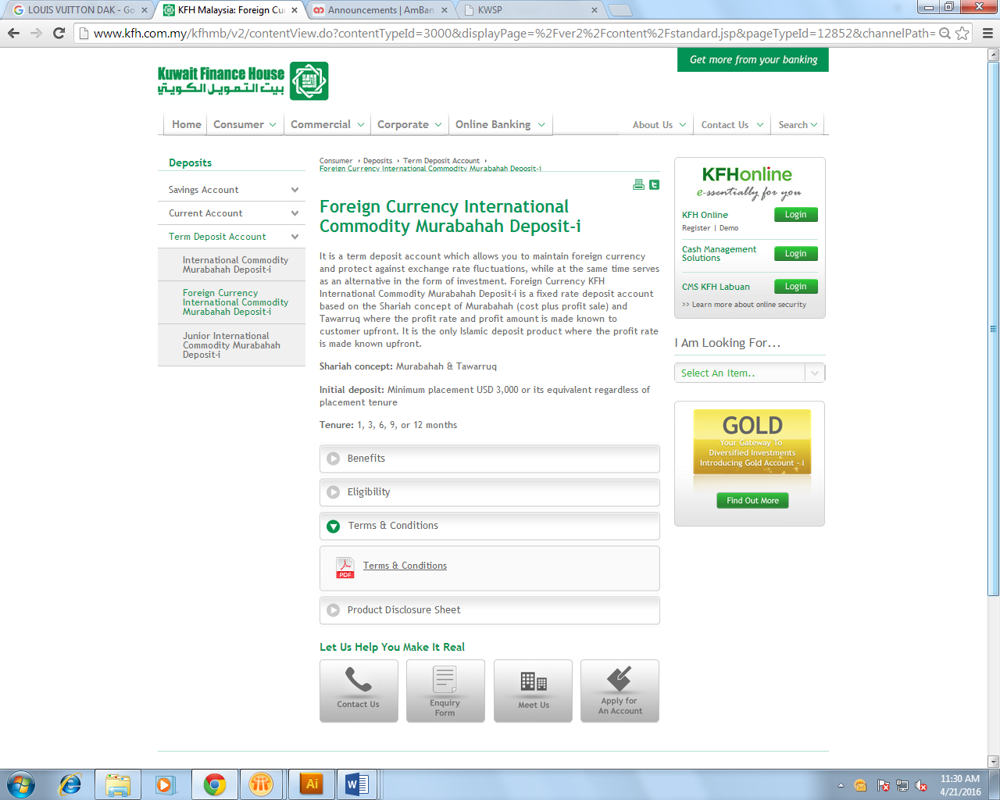 LOUIS VUITTON DAK - Go
KFH Malaysia: Foreign Cu
Announcements | AmBan
KWSP
www.kfh.com.my/kfhmb/v2/contentView.do?contentTypeId=3000&displayPage=%2Fver2%2Fcontent%2Fstandard.jsp&pageTypeId=12852&channelPath=
Get more from your banking
Kuwait Finance House
بيت التمويل الكويتي
Home
Consumer
Commercial
Corporate
Online Banking
About Us
Contact Us
Search
Deposits
Savings Account
Current Account
Term Deposit Account
International Commodity
Murabahah Deposit-i
Foreign Currency
International Commodity
Murabahah Deposit-i
Junior International
Commodity Murabahah
Deposit-i
Consumer
Deposits
Term Deposit Account
Foreign Currency International Commodity Murabahah Deposit-i
Foreign Currency International
Commodity Murabahah Deposit-i
It is a term deposit account which allows you to maintain foreign currency
and protect against exchange rate fluctuations, while at the same time serves
as an alternative in the form of investment. Foreign Currency KFH
International Commodity Murabahah Deposit-i is a fixed rate deposit account
based on the Shariah concept of Murabahah (cost plus profit sale) and
Tawarruq where the profit rate and profit amount is made known to
customer upfront. It is the only Islamic deposit product where the profit rate
is made known upfront.
Shariah concept: Murabahah & Tawarruq
Initial deposit: Minimum placement USD 3,000 or its equivalent regardless of
placement tenure
Tenure: 1, 3, 6, 9, or 12 months
Benefits
Eligibility
Terms & Conditions
PDF
Terms & Conditions
Product Disclosure Sheet
Let Us Help You Make It Real
Contact Us
Enquiry
Form
Meet Us
Apply for
An Account
KFHonline
e-ssentially for you
KFH Online
Login
Register | Demo
Cash Management
Solutions
Login
CMS KFH Labuan
Login
>> Learn more about online security
I Am Looking For...
Select An Item..
GOLD
Your Gateway To
Diversified Investments
Introducing Gold Account - i
Find Out More
Ai
W
11:30 AM
4/21/2016